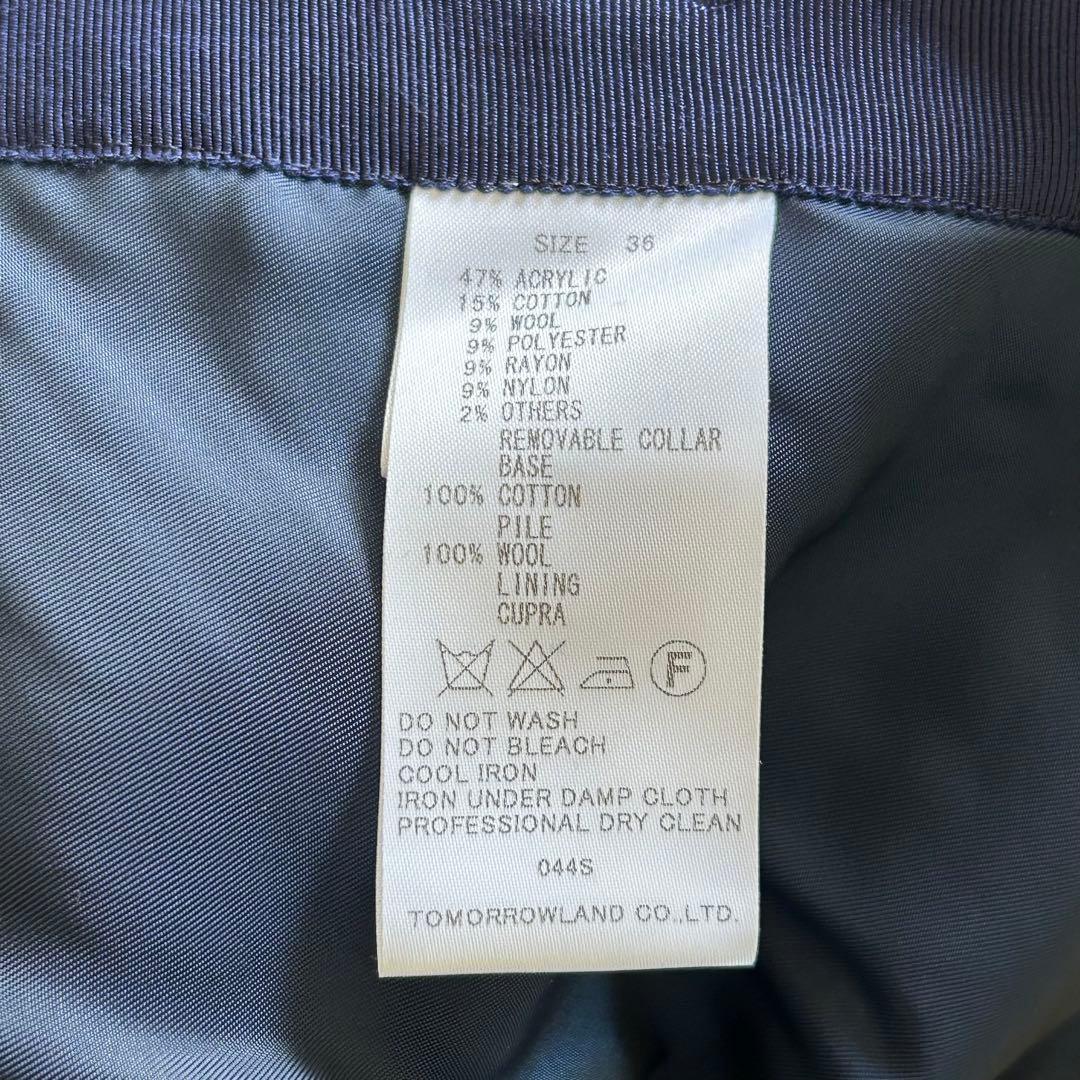 SIZE 36
47% ACRYLIC
15% COTTON
9% WOOL
9% POLYESTER
9% RAYON
9% NYLON
2% OTHERS
REMOVABLE COLLAR
BASE
100% COTTON
PILE
100% WOOL
LINING
CUPRA
F
DO NOT WASH
DO NOT BLEACH
COOL IRON
IRON UNDER DAMP CLOTH
PROFESSIONAL DRY CLEAN
044S
TOMORROWLAND CO.,LTD.